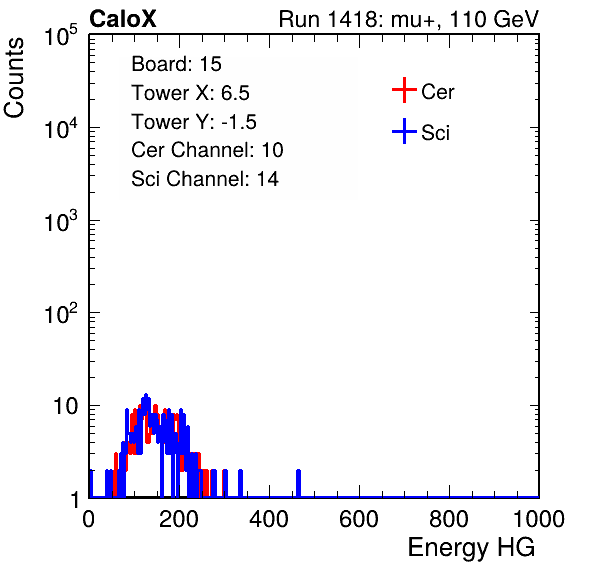 CaloX Run 1418: mu+, 110 GeV
Counts
Board: 15
Tower X: 6.5
Tower Y: -1.5
Cer Channel: 10
Sci Channel: 14
Cer
Sci
10^5
10^4
10^3
10^2
10
1
0 200 400 600 800 1000
Energy HG